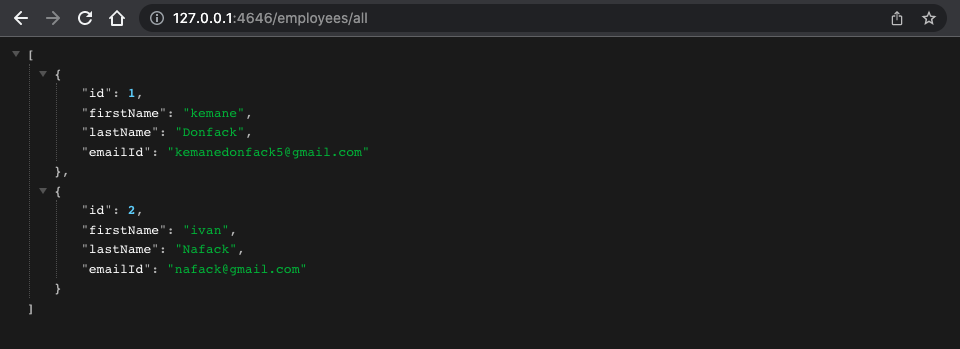 127.0.0.1:4646/employees/all
[
{
"id": 1,
"firstName": "kemane",
"lastName": "Donfack",
"emailId": "kemanedonfack5@gmail.com"
},
{
"id": 2,
"firstName": "ivan",
"lastName": "Nafack",
"emailId": "nafack@gmail.com"
}
]